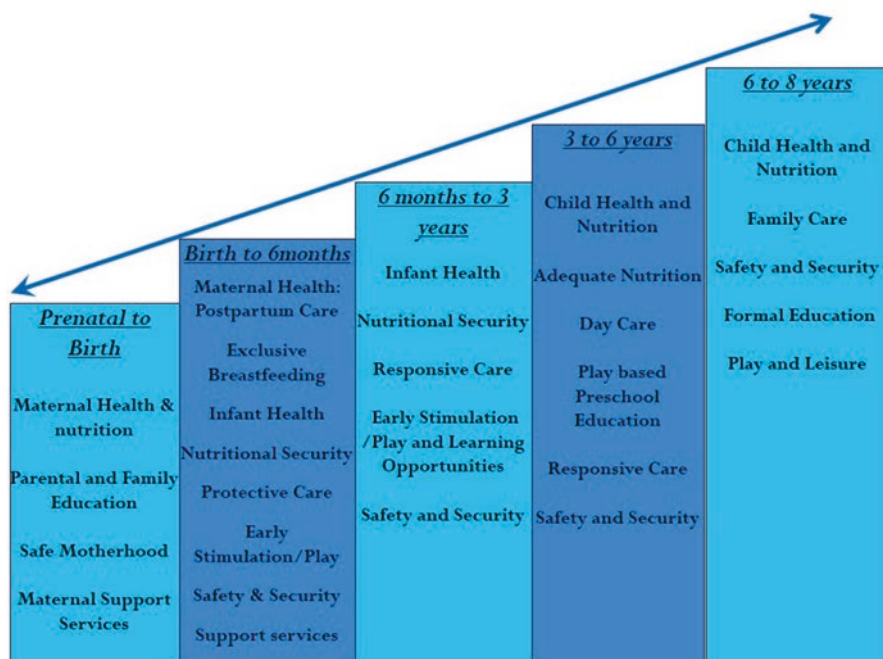 Prenatal to
Birth
Maternal Health &
nutrition
Parental and Family
Education
Safe Motherhood
Maternal Support
Services
Birth to 6months
Maternal Health:
Postpartum Care
Exclusive
Breastfeeding
Infant Health
Nutritional Security
Protective Care
Early
Stimulation/Play
Safety & Security
Support services
6 months to 3
years
Infant Health
Nutritional Security
Responsive Care
Early Stimulation
/Play and Learning
Opportunities
Safety and Security
3 to 6 years
Child Health and
Nutrition
Adequate Nutrition
Day Care
Play based
Preschool
Education
Responsive Care
Safety and Security
6 to 8 years
Child Health and
Nutrition
Family Care
Safety and Security
Formal Education
Play and Leisure